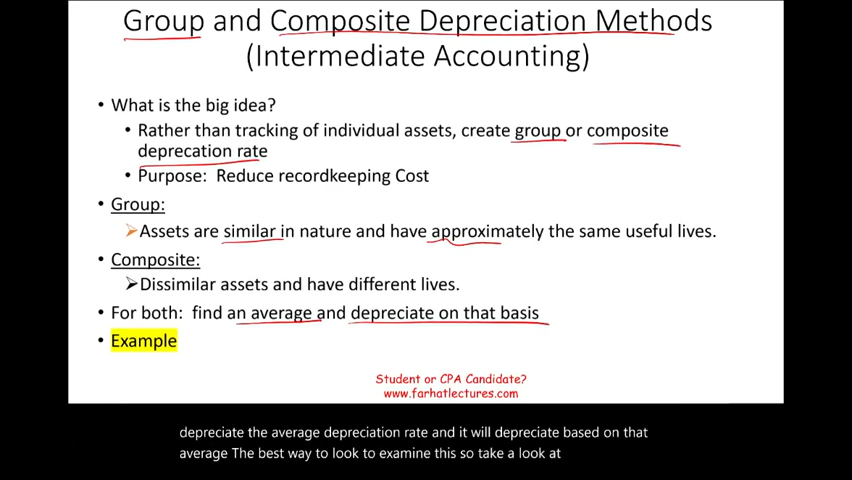 Group and Composite Depreciation Methods
(Intermediate Accounting)
• What is the big idea?
• Rather than tracking of individual assets, create group or composite
deprecation rate
• Purpose: Reduce recordkeeping Cost
• Group:
➢Assets are similar in nature and have approximately the same useful lives.
• Composite:
➢Dissimilar assets and have different lives.
• For both: find an average and depreciate on that basis
• Example
Student or CPA Candidate?
www.farhatlectures.com
depreciate the average depreciation rate and it will depreciate based on that
average The best way to look to examine this so take a look at